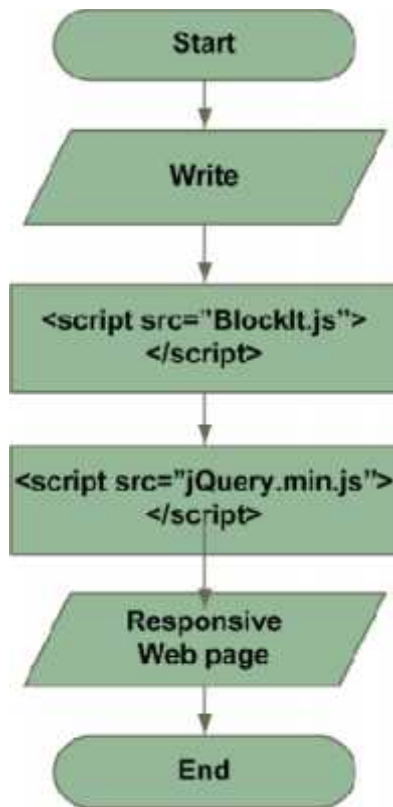 Start
Write
<script src=”BlockIt.js”>
</script>
<script src=”jQuery.min.js”>
</script>
Responsive
Web page
End